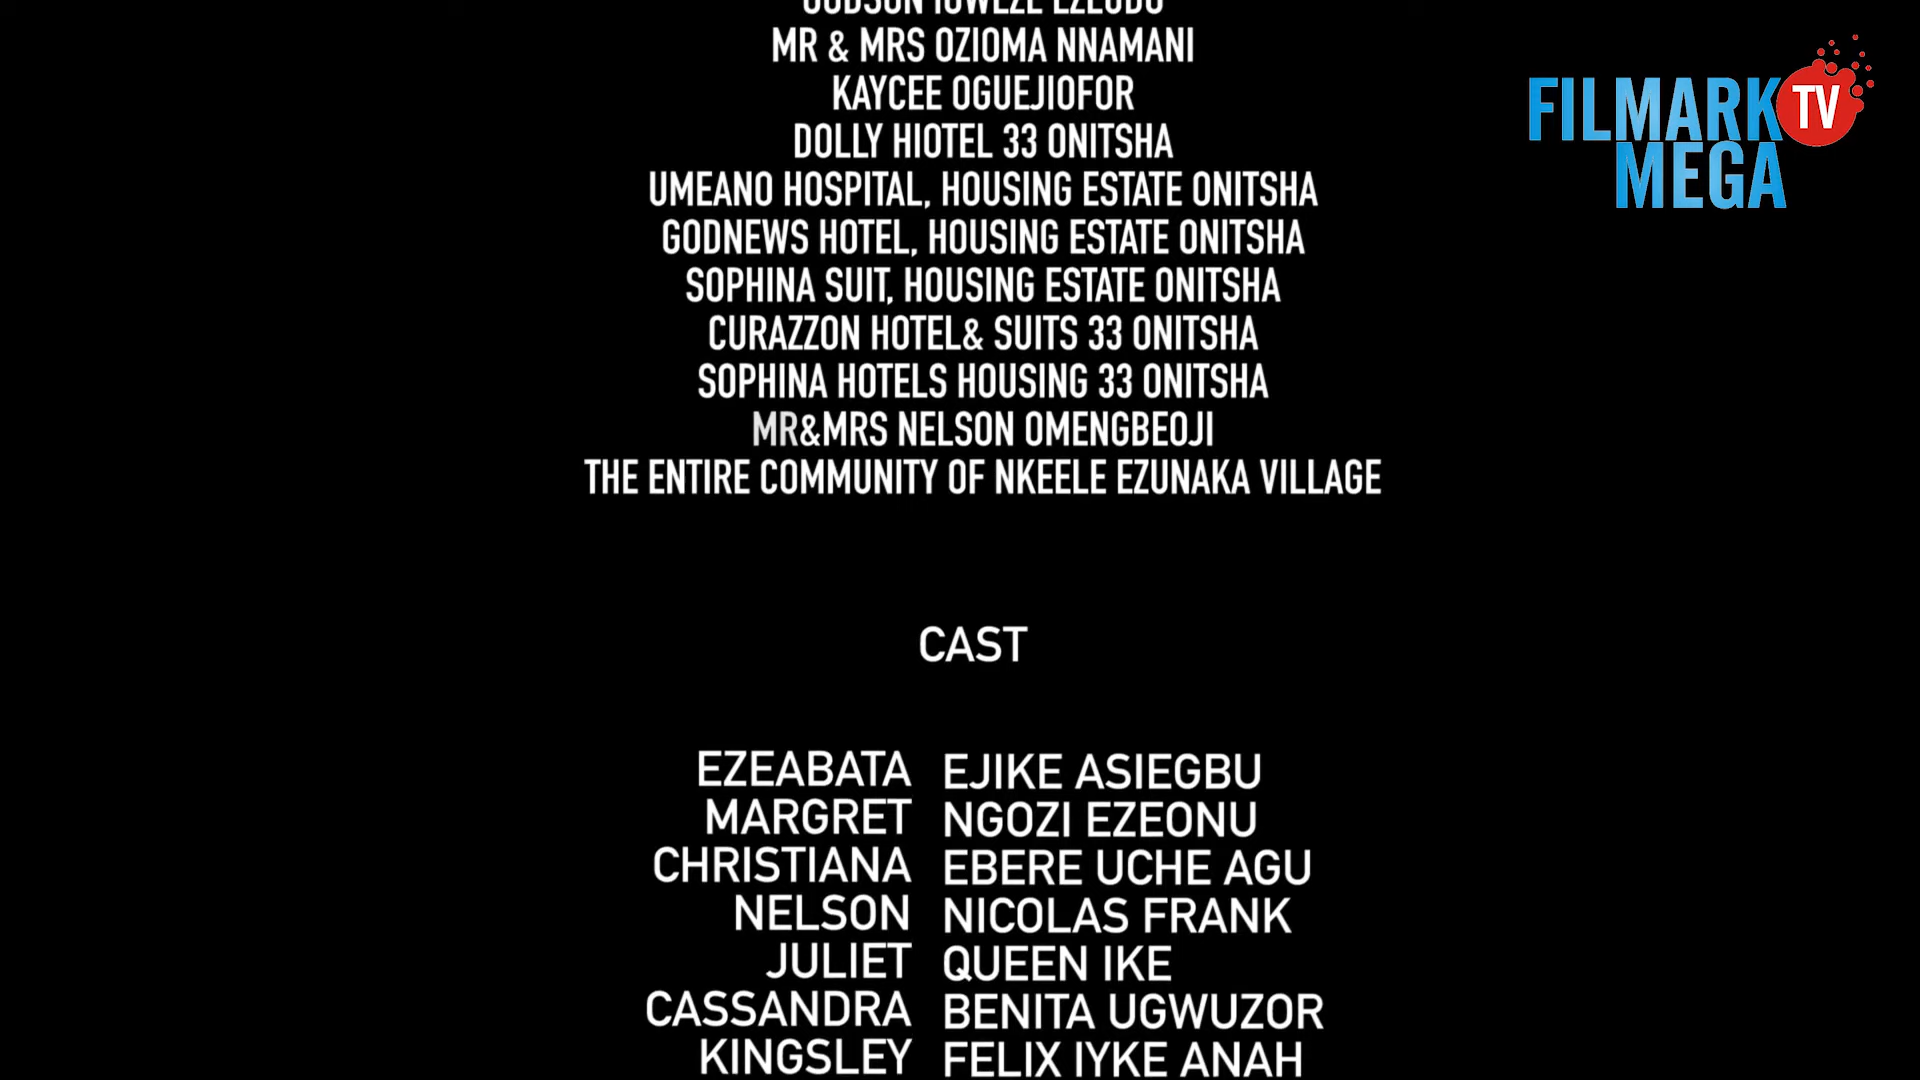 MR & MRS OZIOMA NNAMANI
KAYCEE OGUEJIOFOR
DOLLY HIOTEL 33 ONITSHA
UMEANO HOSPITAL, HOUSING ESTATE ONITSHA
GODNEWS HOTEL, HOUSING ESTATE ONITSHA
SOPHINA SUIT, HOUSING ESTATE ONITSHA
CURAZZON HOTEL& SUITS 33 ONITSHA
SOPHINA HOTELS HOUSING 33 ONITSHA
MR&MRS NELSON OMENGBEOJI
THE ENTIRE COMMUNITY OF NKEELE EZUNAKA VILLAGE
CAST
EZEABATA EJIKE ASIEGBU
MARGRET NGOZI EZEONU
CHRISTIANA EBERE UCHE AGU
NELSON NICOLAS FRANK
JULIET QUEEN IKE
CASSANDRA BENITA UGWUZOR
KINGSLEY FELIX IYKE ANAH
FILMARK TV
MEGA